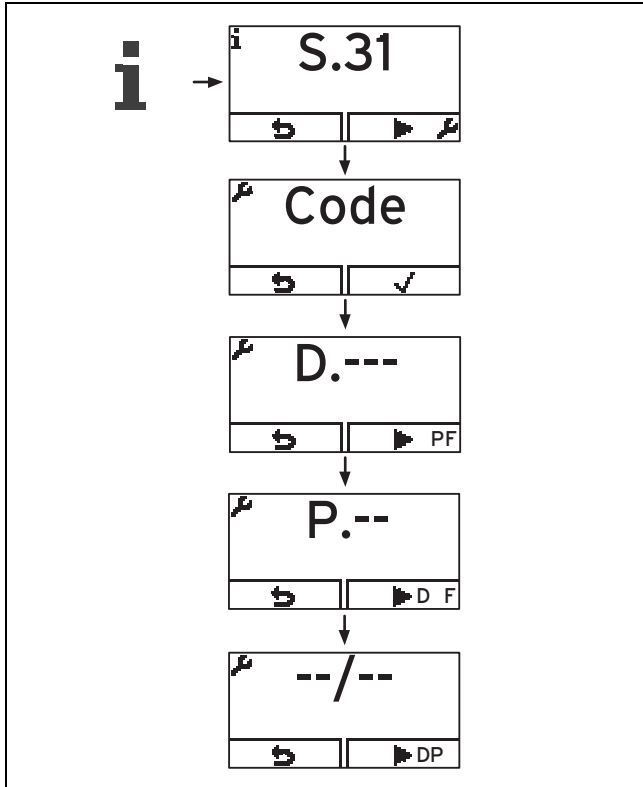 i
i
S.31
Code
D.---
PF
P.--
D F
--/--
DP